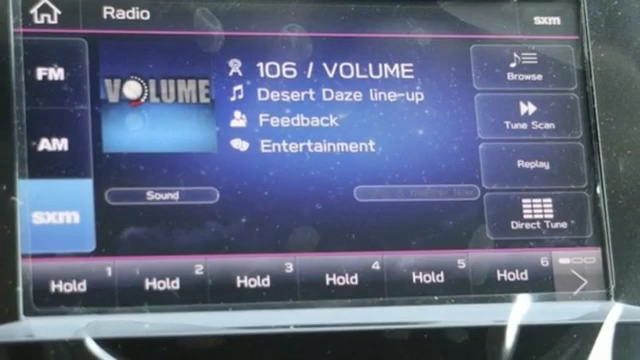 Radio
sxm
FM
AM
sxm
VOLUME
106 / VOLUME
Desert Daze line-up
Feedback
Entertainment
Browse
Tune Scan
Replay
Direct Tune
Sound
Hold 1
Hold 2
Hold 3
Hold 4
Hold 5
Hold 6